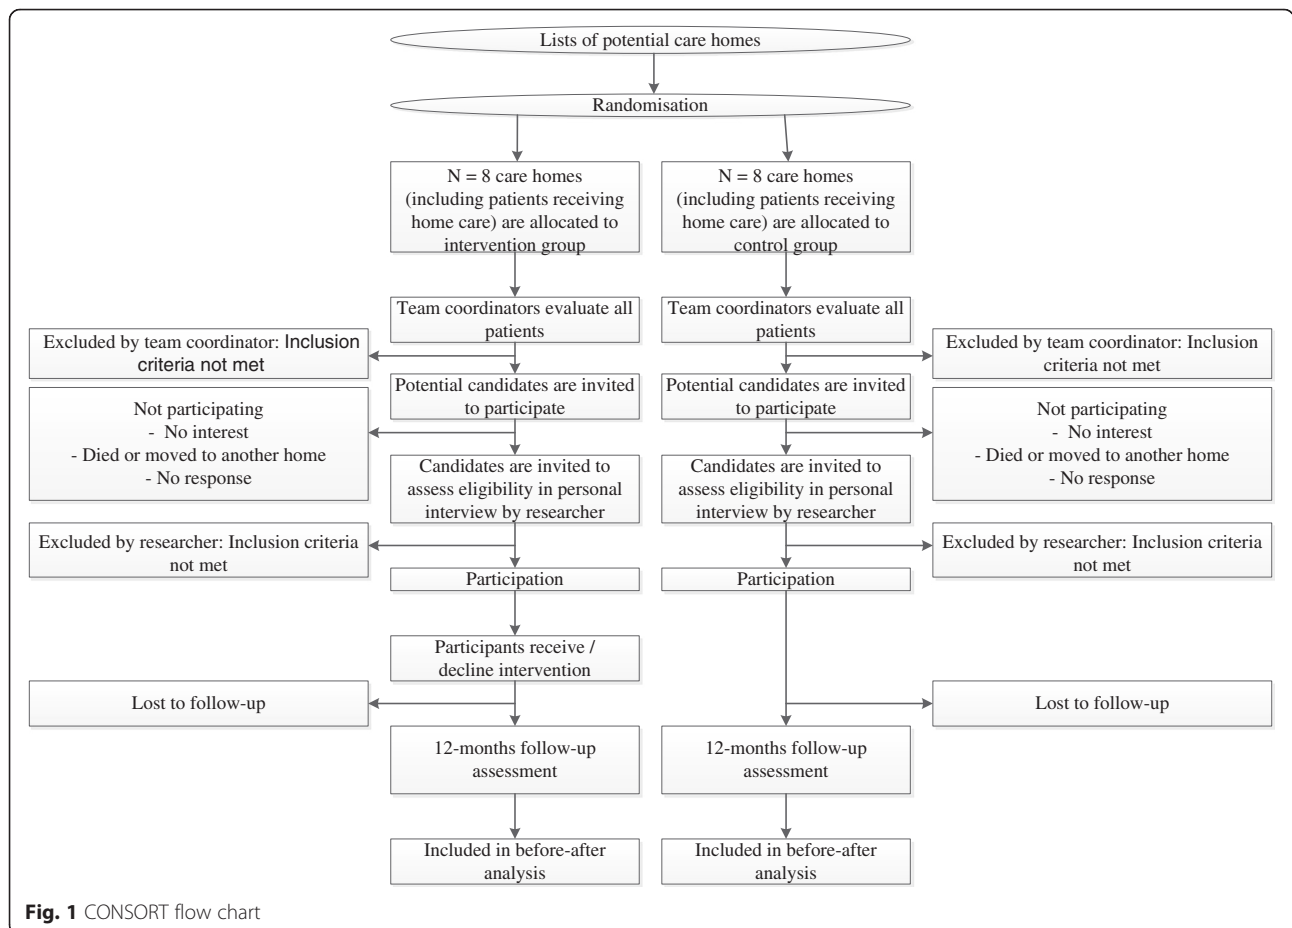 Lists of potential care homes
Randomisation
N = 8 care homes
(including patients receiving
home care) are allocated to
intervention group
N = 8 care homes
(including patients receiving
home care) are allocated to
control group
Team coordinators evaluate all
patients
Team coordinators evaluate all
patients
Excluded by team coordinator: Inclusion
criteria not met
Excluded by team coordinator: Inclusion
criteria not met
Potential candidates are invited
to participate
Potential candidates are invited
to participate
Not participating
- No interest
- Died or moved to another home
- No response
Not participating
- No interest
- Died or moved to another home
- No response
Candidates are invited to
assess eligibility in personal
interview by researcher
Candidates are invited to
assess eligibility in personal
interview by researcher
Excluded by researcher: Inclusion criteria
not met
Excluded by researcher: Inclusion criteria
not met
Participation
Participation
Participants receive /
decline intervention
Lost to follow-up
Lost to follow-up
12-months follow-up
assessment
12-months follow-up
assessment
Included in before-after
analysis
Included in before-after
analysis
Fig. 1 CONSORT flow chart